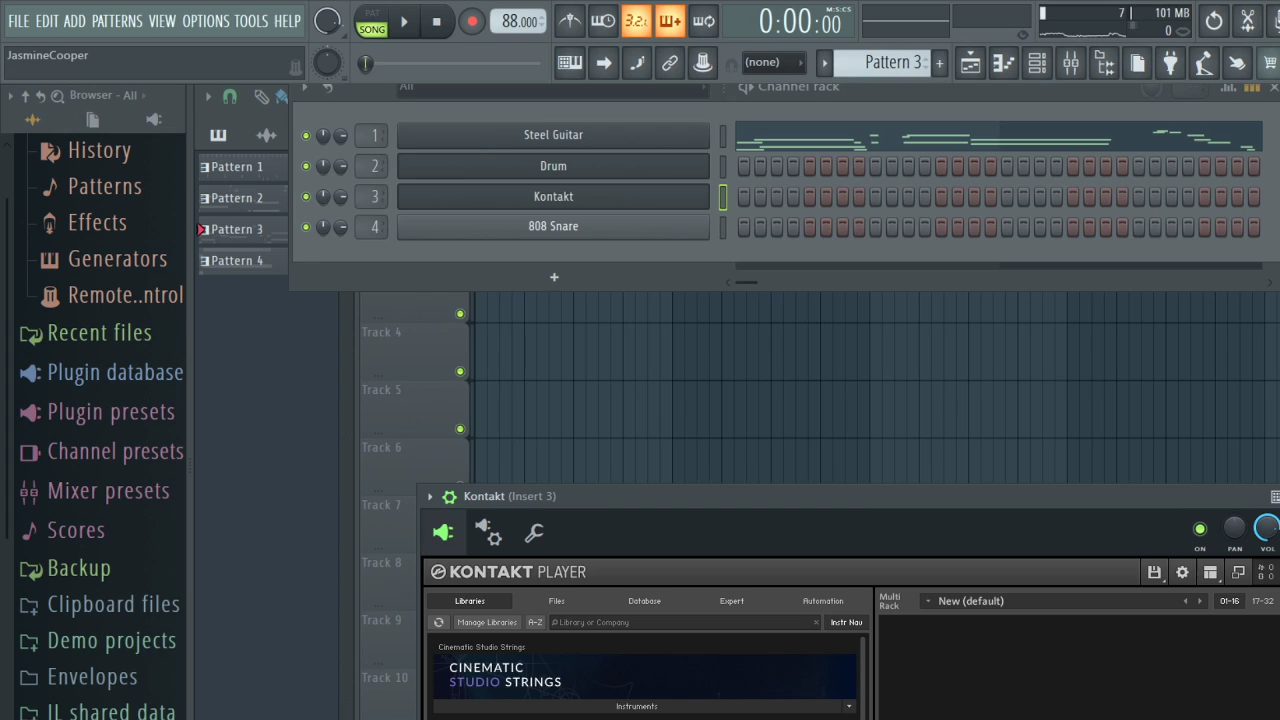 FILE EDIT ADD PATTERNS VIEW OPTIONS TOOLS HELP
PAT
SONG
88.000
3.2.
0:00:00
M:S:CS
7
101 MB
0
JasmineCooper
(none)
Pattern 3
Browser - All
All
Channel rack
1
Steel Guitar
2
Drum
3
Kontakt
4
808 Snare
+
History
Patterns
Effects
Generators
Remote..ntrol
Recent files
Plugin database
Plugin presets
Channel presets
Mixer presets
Scores
Backup
Clipboard files
Demo projects
Envelopes
IL shared data
Pattern 1
Pattern 2
Pattern 3
Pattern 4
Track 4
Track 5
Track 6
Track 7
Track 8
Track 9
Track 10
Kontakt (Insert 3)
ON
PAN
VOL
KONTAKT PLAYER
Libraries
Files
Database
Expert
Automation
Manage Libraries
A-Z
Library or Company
Instr Nav
Multi
Rack
New (default)
01-16
17-32
Cinematic Studio Strings
CINEMATIC
STUDIO STRINGS
Instruments